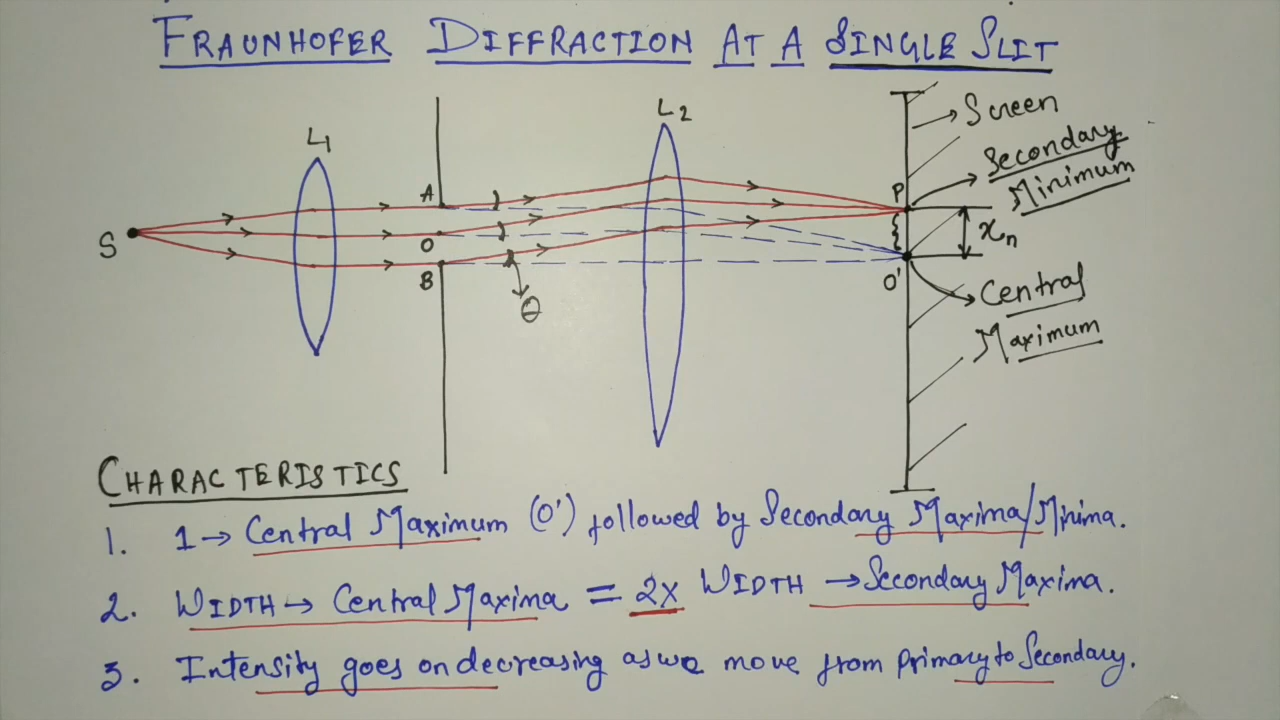 FRAUNHOFER DIFFRACTION AT A SINGLE SLIT
L1
L2
Screen
Secondary
Minimum
A
P
S
O
xn
B
O'
θ
Central
Maximum
CHARACTERISTICS
1. 1→ Central Maximum (O') followed by Secondary Maxima/Minima.
2. WIDTH→ Central Maxima = 2X WIDTH →Secondary Maxima.
3. Intensity goes on decreasing as we move from primary to Secondary.